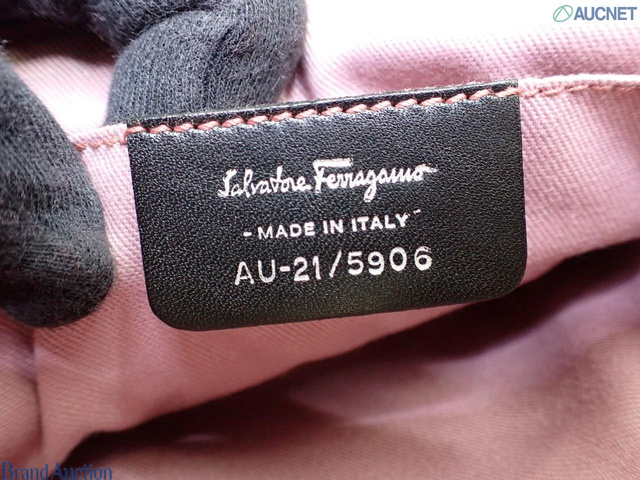 AUCNET
Salvatore Ferragamo
- MADE IN ITALY -
AU-21/5906
Brand Auction